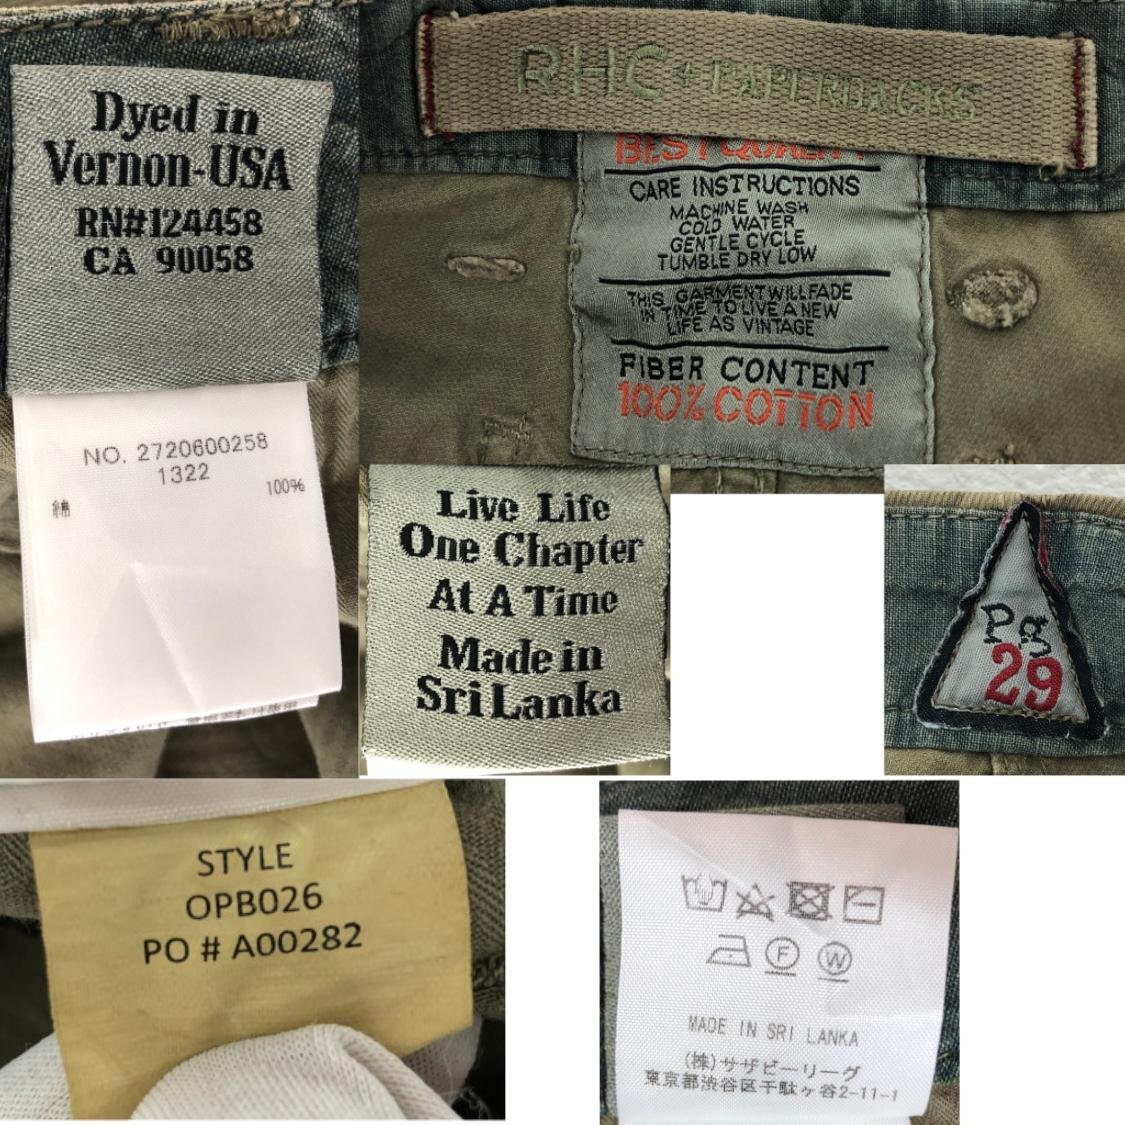 Dyed in
Vernon-USA
RN#124458
CA 90058
NO. 2720600258
1322
綿 100%
RHC + PAPERBACKS
BEST QUALITY
CARE INSTRUCTIONS
MACHINE WASH
COLD WATER
GENTLE CYCLE
TUMBLE DRY LOW
THIS GARMENT WILL FADE
IN TIME TO LIVE A NEW
LIFE AS VINTAGE
FIBER CONTENT
100% COTTON
Live Life
One Chapter
At A Time
Made in
Sri Lanka
Pg
29
STYLE
OPB026
PO # A00282
F W
MADE IN SRI LANKA
(株)サザビーリーグ
東京都渋谷区千駄ヶ谷2-11-1